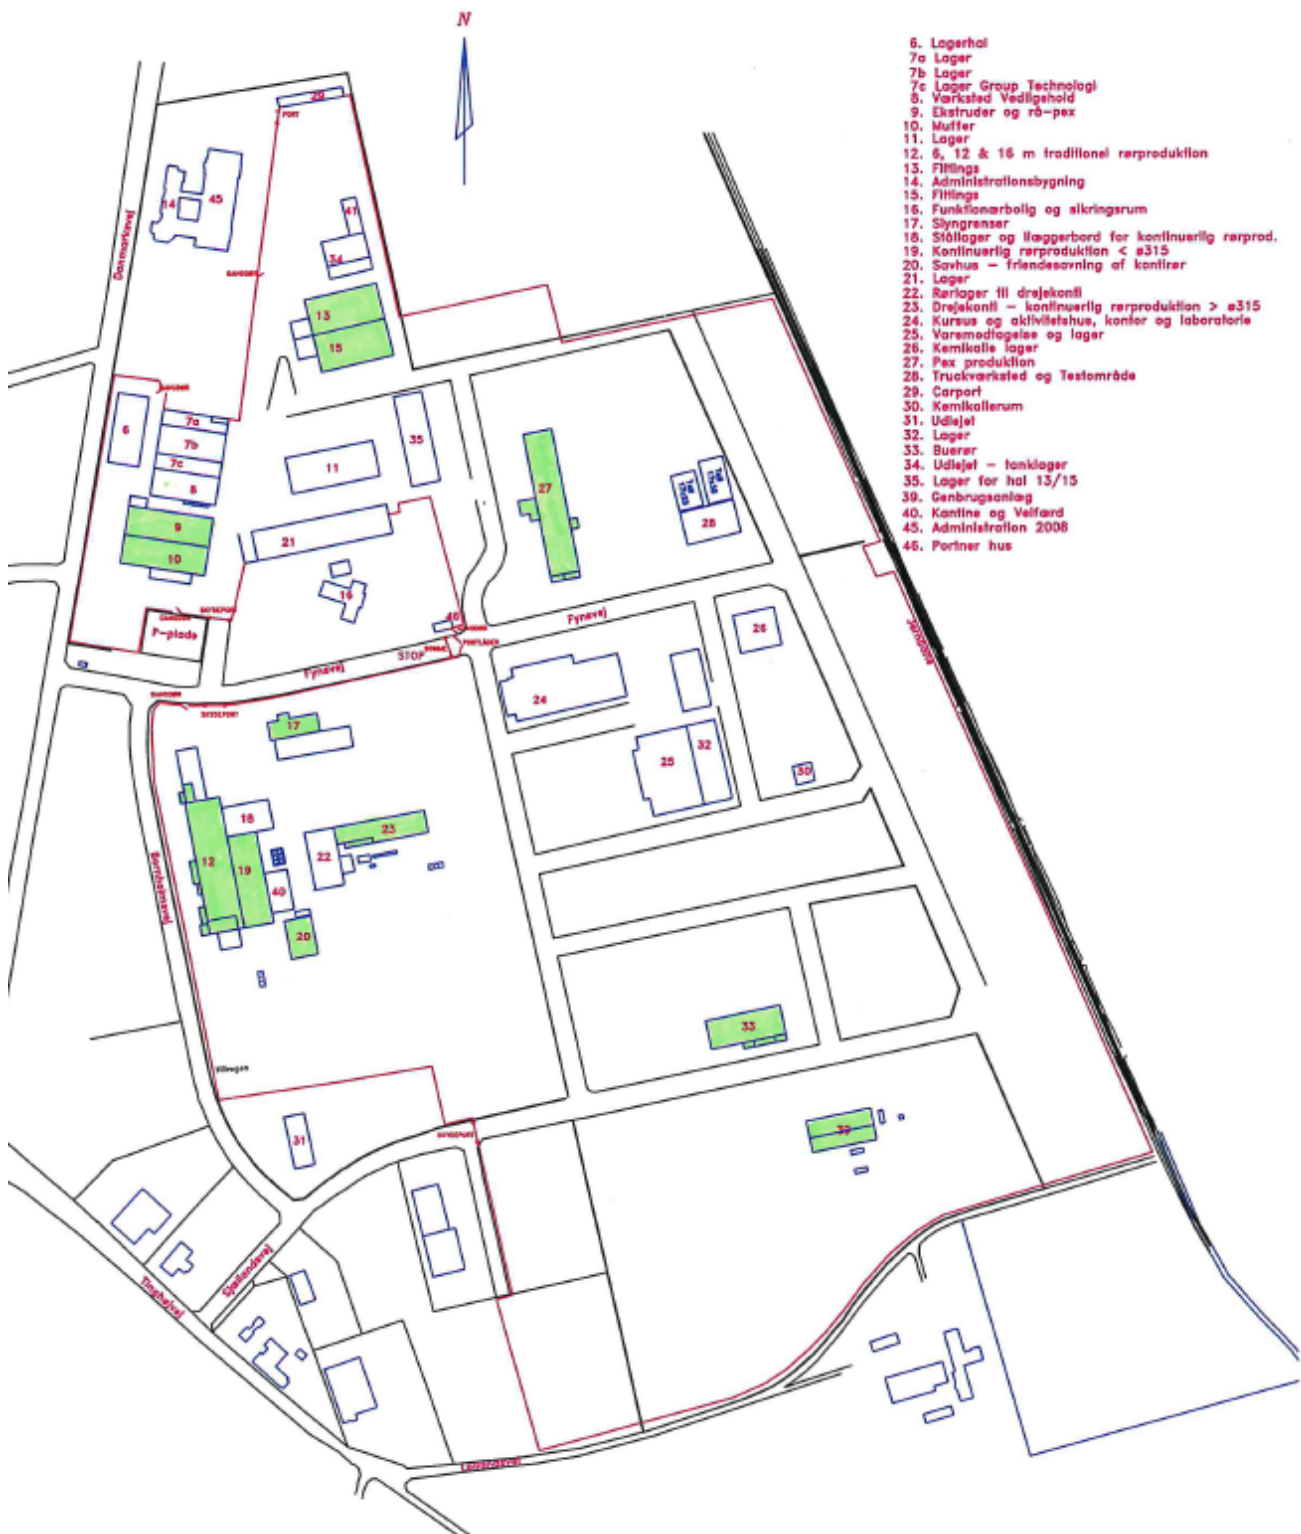 N
6. Lagerhal
7a Lager
7b Lager
7c Lager Group Technologi
8. Værksted Vedligehold
9. Ekstruder og rå-pex
10. Muffer
11. Lager
12. 6, 12 & 16 m traditionel rørproduktion
13. Fittings
14. Administrationsbygning
15. Fittings
16. Funktionærbolig og sikringsrum
17. Slyngrenser
18. Stållager og ilæggerbord for kontinuerlig rørprod.
19. Kontinuerlig rørproduktion < ø315
20. Savhus – friendesavning af kontirør
21. Lager
22. Rørlager til drejekonti
23. Drejekonti – kontinuerlig rørproduktion > ø315
24. Kursus og aktivitetshus, kontor og laboratorie
25. Varemodtagelse og lager
26. Kemikalie lager
27. Pex produktion
28. Truckværksted og Testområde
29. Carport
30. Kemikalierum
31. Udlejet
32. Lager
33. Buerør
34. Udlejet – tanklager
35. Lager for hal 13/15
39. Genbrugsanlæg
40. Kantine og Velfærd
45. Administration 2008
46. Portner hus
29
PORT
14
45
41
34
Danmarksvej
13
15
6
7a
7b
7c
8
35
11
9
10
21
27
28
16
46
P-plads
Fynsvej
STOP
Fynsvej
26
24
17
SKYDEPORT
25
32
30
18
23
12
22
19
40
20
Bornholmsvej
33
31
39
SKYDEPORT
Sjællandsvej
Tinghøjvej
Lollandsvej